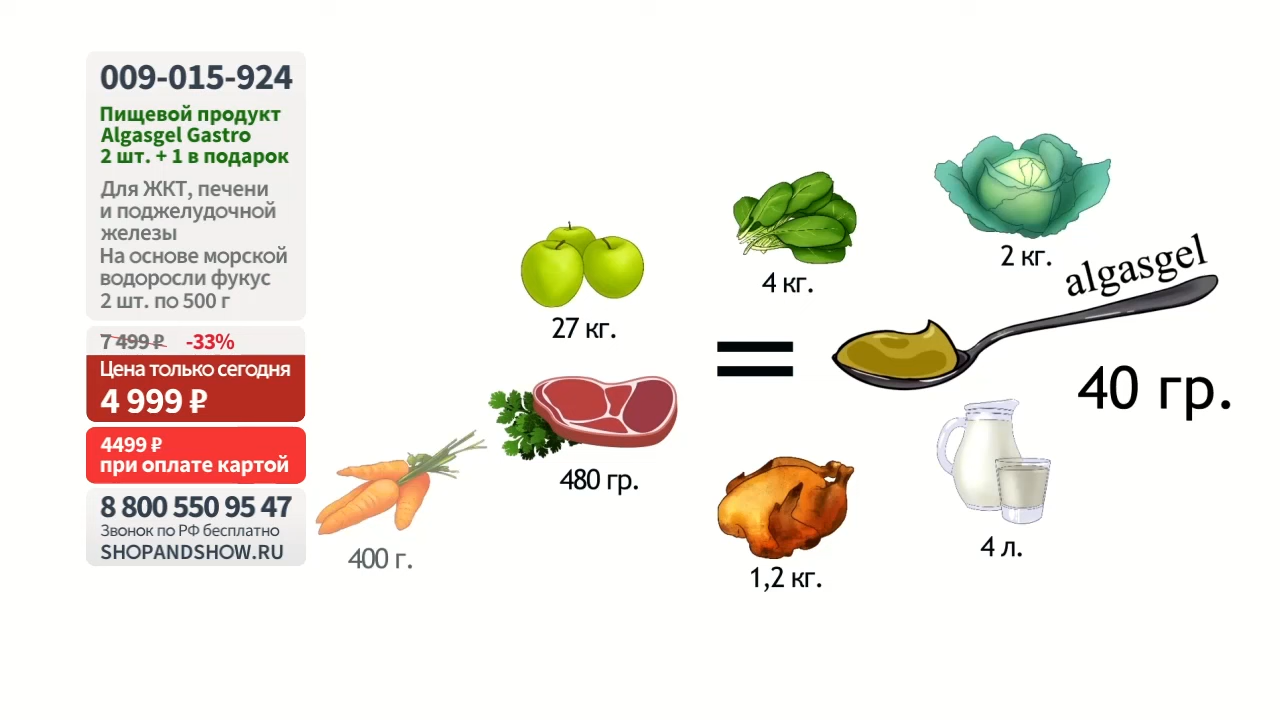 009-015-924
Пищевой продукт
Algasgel Gastro
2 шт. + 1 в подарок
Для ЖКТ, печени
и поджелудочной
железы
На основе морской
водоросли фукус
2 шт. по 500 г
7 499 ₽ -33%
Цена только сегодня
4 999 ₽
4499 ₽
при оплате картой
8 800 550 95 47
Звонок по РФ бесплатно
SHOPANDSHOW.RU
27 кг.
4 кг.
2 кг.
algasgel
40 гр.
480 гр.
400 г.
1,2 кг.
4 л.